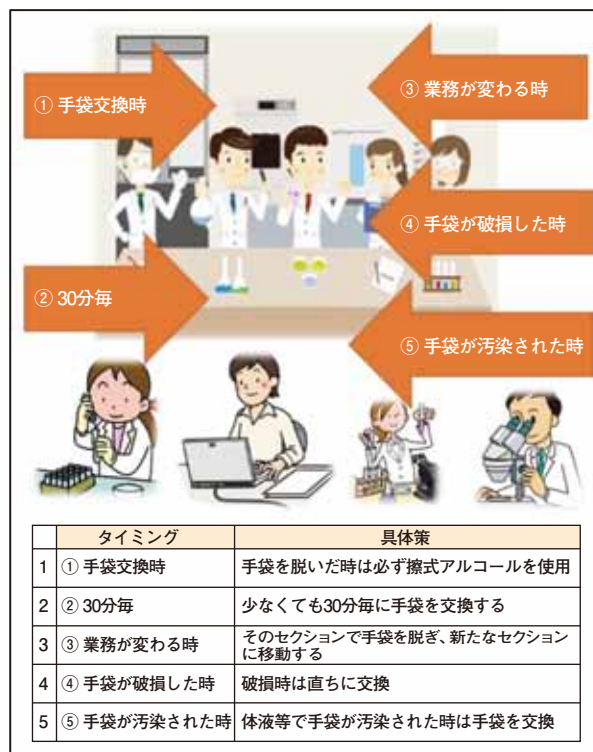 ① 手袋交換時
③ 業務が変わる時
④ 手袋が破損した時
② 30分毎
⑤ 手袋が汚染された時
タイミング 具体策
1 ① 手袋交換時 手袋を脱いだ時は必ず擦式アルコールを使用
2 ② 30分毎 少なくても30分毎に手袋を交換する
3 ③ 業務が変わる時 そのセクションで手袋を脱ぎ、新たなセクション
に移動する
4 ④ 手袋が破損した時 破損時は直ちに交換
5 ⑤ 手袋が汚染された時 体液等で手袋が汚染された時は手袋を交換